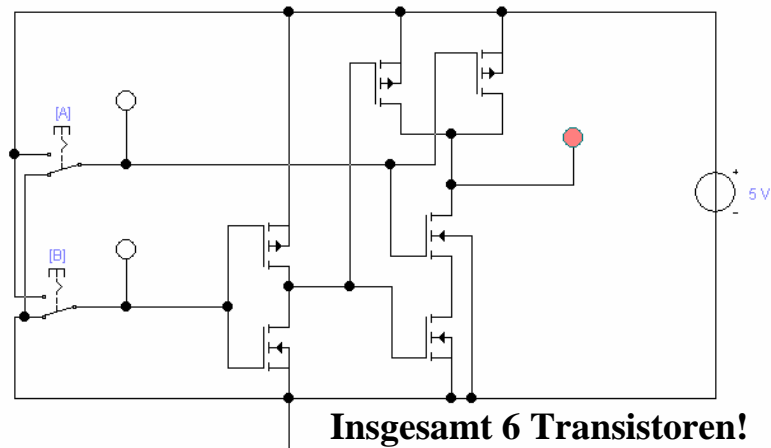 [A]
+
5 V
-
[B]
Insgesamt 6 Transistoren!